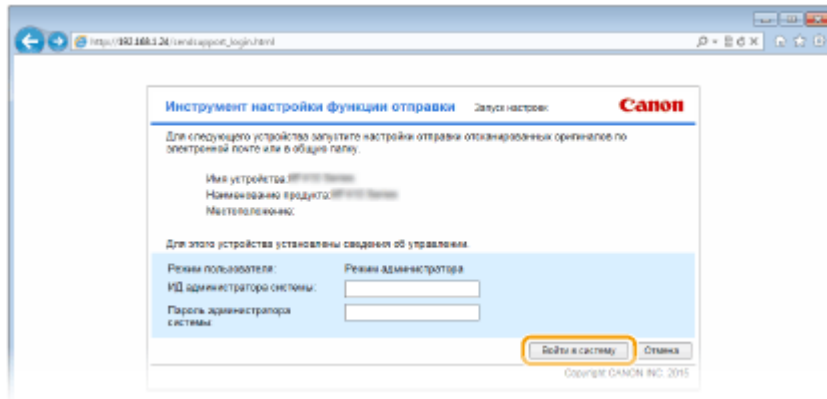 http://192.168.1.24/sendsupport_login.html
Инструмент настройки функции отправки Запуск настроек Canon
Для следующего устройства запустите настройки отправки отсканированных оригиналов по
электронной почте или в общую папку.
Имя устройства:
Наименование продукта:
Местоположение:
Для этого устройства установлены сведения об управлении.
Режим пользователя: Режим администратора
ИД администратора системы:
Пароль администратора
системы:
Войти в систему Отмена
Copyright CANON INC. 2015